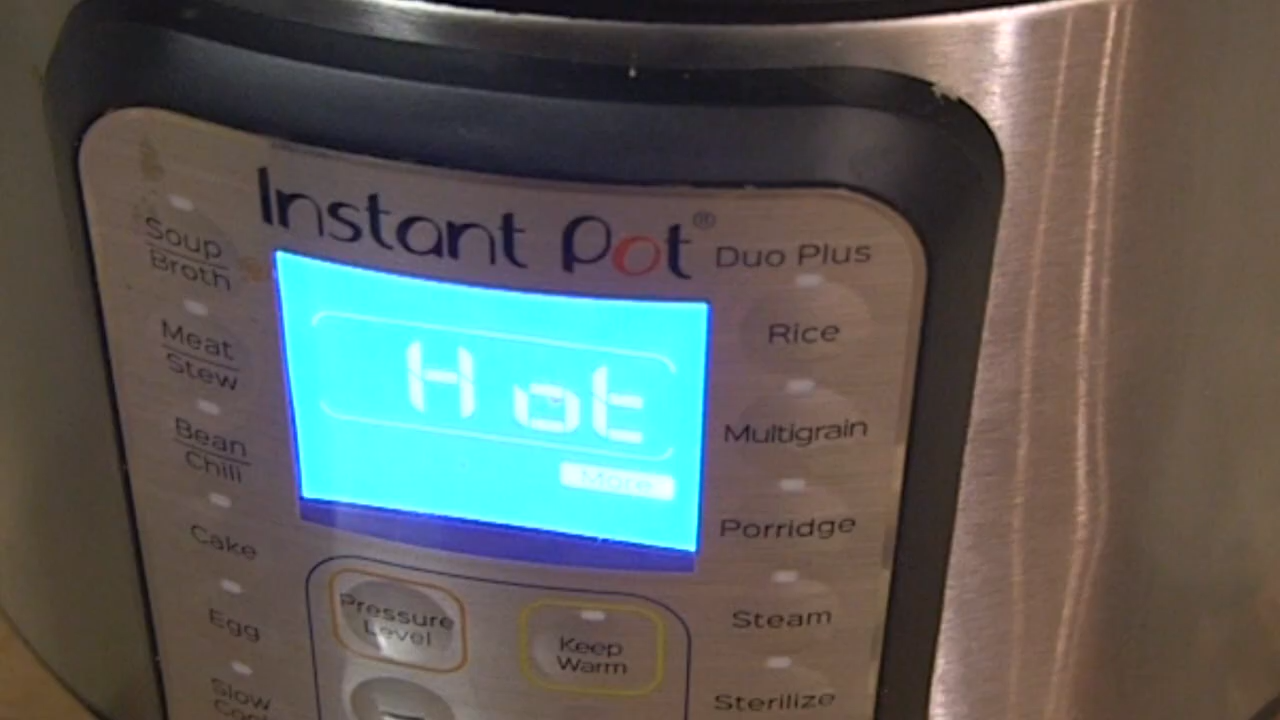 Instant Pot® Duo Plus
Hot
More
Soup
Broth
Meat
Stew
Bean
Chili
Cake
Egg
Slow
Rice
Multigrain
Porridge
Steam
Sterilize
Pressure
Level
Keep
Warm